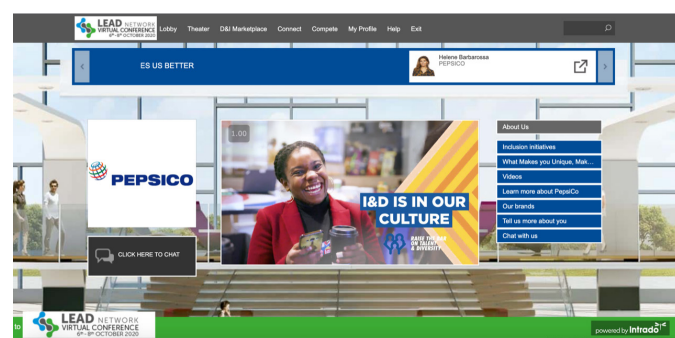 LEAD NETWORK
VIRTUAL CONFERENCE
6th-8th OCTOBER 2020
Lobby Theater D&I Marketplace Connect Compete My Profile Help Exit
ES US BETTER
Helene Barbarossa
PEPSICO
1.00
PEPSICO
I&D IS IN OUR
CULTURE
RAISE THE BAR
ON TALENT
& DIVERSITY
CLICK HERE TO CHAT
About Us
Inclusion initiatives
What Makes you Unique, Mak...
Videos
Learn more about PepsiCo
Our brands
Tell us more about you
Chat with us
to
LEAD NETWORK
VIRTUAL CONFERENCE
6th - 8th OCTOBER 2020
powered by Intrado